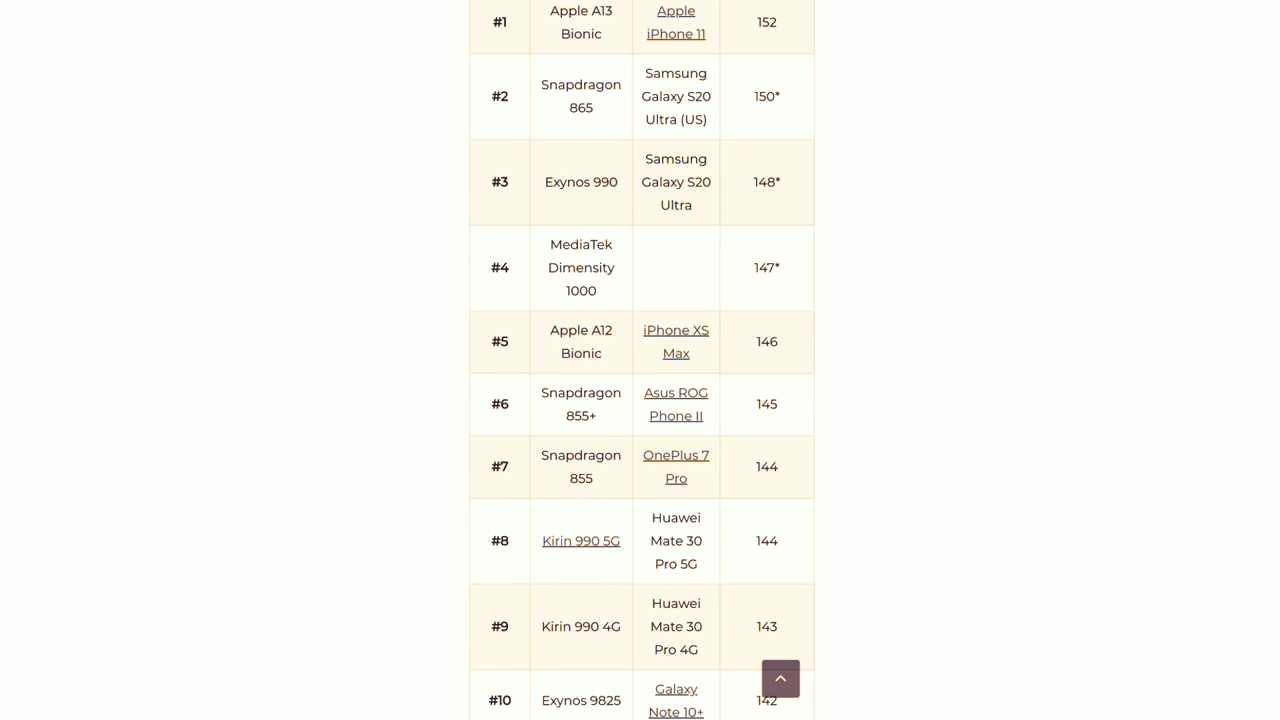 #1 Apple A13 Bionic Apple iPhone 11 152
#2 Snapdragon 865 Samsung Galaxy S20 Ultra (US) 150*
#3 Exynos 990 Samsung Galaxy S20 Ultra 148*
#4 MediaTek Dimensity 1000 147*
#5 Apple A12 Bionic iPhone XS Max 146
#6 Snapdragon 855+ Asus ROG Phone II 145
#7 Snapdragon 855 OnePlus 7 Pro 144
#8 Kirin 990 5G Huawei Mate 30 Pro 5G 144
#9 Kirin 990 4G Huawei Mate 30 Pro 4G 143
#10 Exynos 9825 Galaxy Note 10+ 142